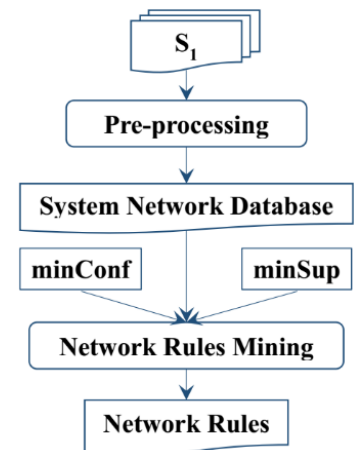 S1
Pre-processing
System Network Database
minConf
minSup
Network Rules Mining
Network Rules